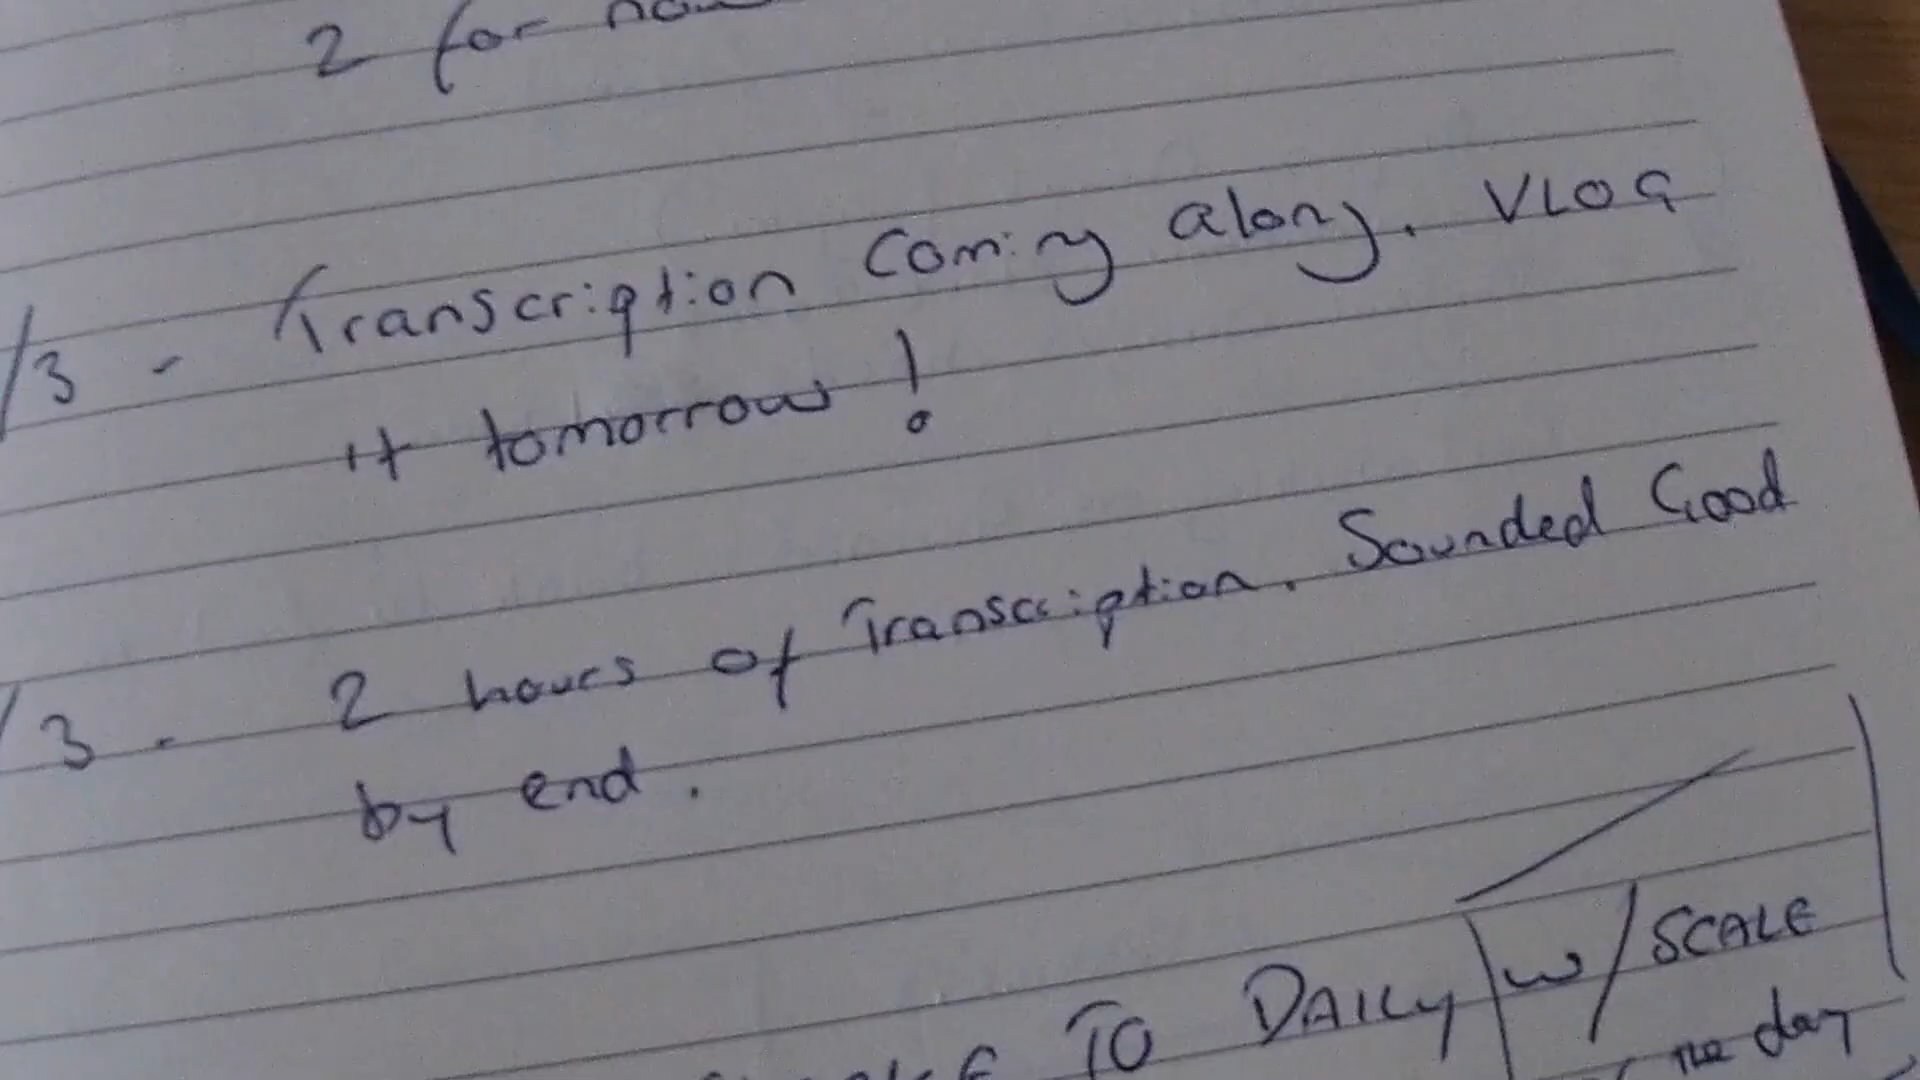 2 for
/3 - Transcription Coming along. VLOG
it tomorrow!
/3 - 2 hours of Transcription. Sounded Good
by end.
TO DAILY w/ SCALE
the day